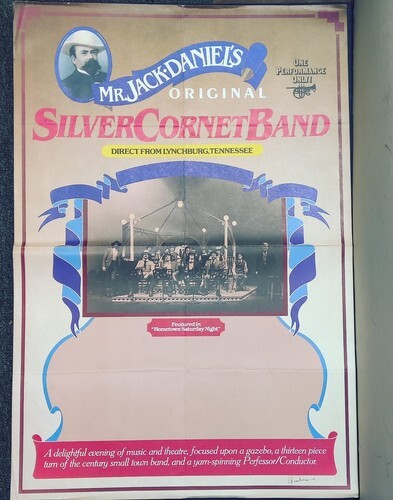 MR. JACK DANIEL'S
ORIGINAL
ONE
PERFORMANCE
ONLY!
SILVER CORNET BAND
DIRECT FROM LYNCHBURG, TENNESSEE
Featured in
"Hometown Saturday Night"
A delightful evening of music and theatre, focused upon a gazebo, a thirteen piece
turn of the century small town band, and a yarn-spinning Perfessor/Conductor.